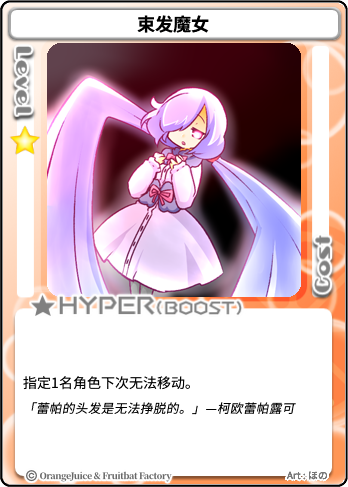 束发魔女
Level
Cost
HYPER(BOOST)
指定1名角色下次无法移动。
「蕾帕的头发是无法挣脱的。」—柯欧蕾帕露可
© OrangeJuice & Fruitbat Factory
Art : ほの